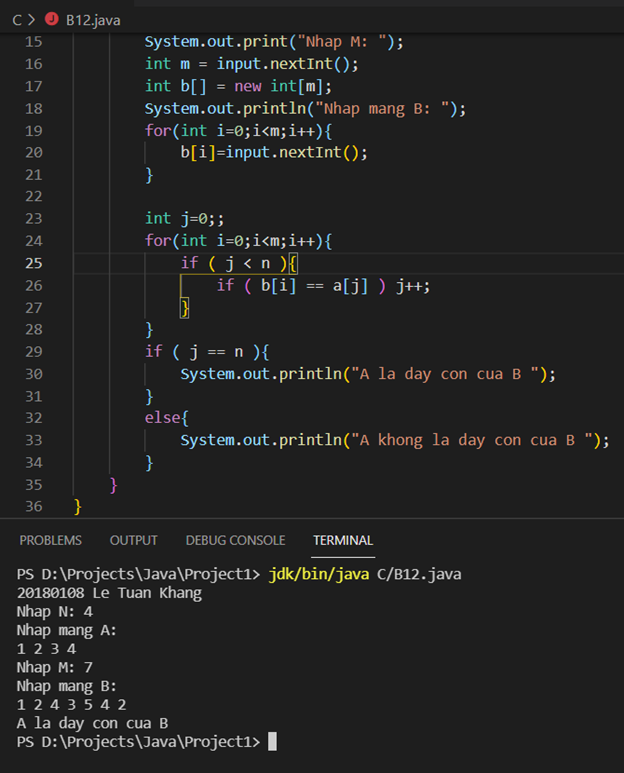 C > B12.java
15 System.out.print("Nhap M: ");
16 int m = input.nextInt();
17 int b[] = new int[m];
18 System.out.println("Nhap mang B: ");
19 for(int i=0;i<m;i++){
20 b[i]=input.nextInt();
21 }
22
23 int j=0;;
24 for(int i=0;i<m;i++){
25 if ( j < n ){
26 if ( b[i] == a[j] ) j++;
27 }
28 }
29 if ( j == n ){
30 System.out.println("A la day con cua B ");
31 }
32 else{
33 System.out.println("A khong la day con cua B ");
34 }
35 }
36 }
PROBLEMS OUTPUT DEBUG CONSOLE TERMINAL
PS D:\Projects\Java\Project1> jdk/bin/java C/B12.java
20180108 Le Tuan Khang
Nhap N: 4
Nhap mang A:
1 2 3 4
Nhap M: 7
Nhap mang B:
1 2 4 3 5 4 2
A la day con cua B
PS D:\Projects\Java\Project1>